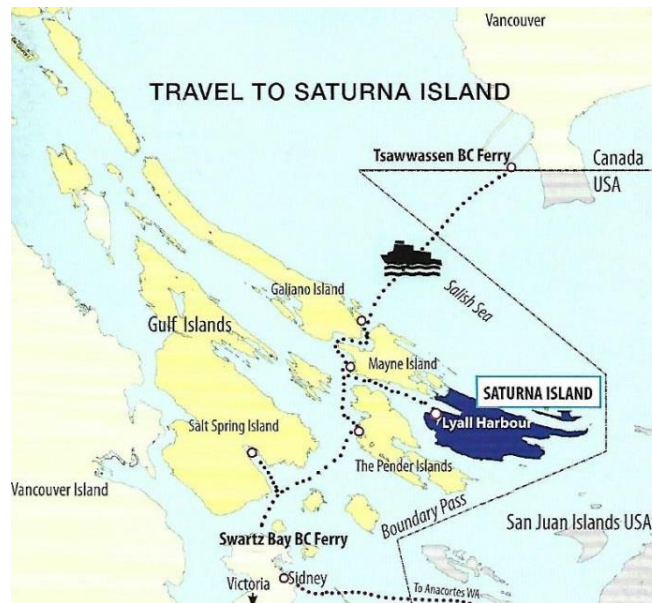 Vancouver
TRAVEL TO SATURNA ISLAND
Tsawwassen BC Ferry
Canada
USA
Salish Sea
Galiano Island
Gulf Islands
Mayne Island
SATURNA ISLAND
Lyall Harbour
Salt Spring Island
The Pender Islands
Vancouver Island
Boundary Pass
San Juan Islands USA
Swartz Bay BC Ferry
Sidney
Victoria
To Anacortes WA